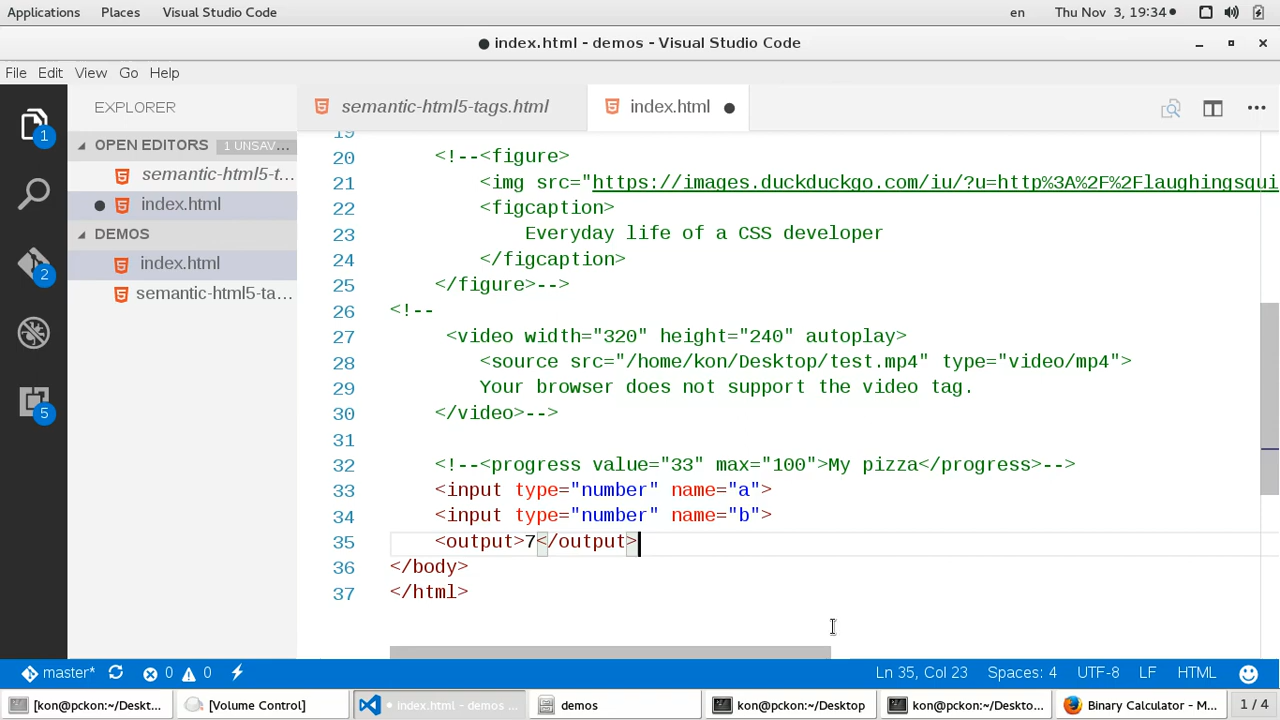 Applications Places Visual Studio Code en Thu Nov 3, 19:34
index.html - demos - Visual Studio Code
File Edit View Go Help
EXPLORER
semantic-html5-tags.html
index.html
OPEN EDITORS 1 UNSAV...
semantic-html5-t...
index.html
DEMOS
index.html
semantic-html5-ta...
1
2
5
19
20 <!--<figure>
21 <img src="https://images.duckduckgo.com/iu/?u=http%3A%2F%2Flaughingsqui
22 <figcaption>
23 Everyday life of a CSS developer
24 </figcaption>
25 </figure>-->
26 <!--
27 <video width="320" height="240" autoplay>
28 <source src="/home/kon/Desktop/test.mp4" type="video/mp4">
29 Your browser does not support the video tag.
30 </video>-->
31
32 <!--<progress value="33" max="100">My pizza</progress>-->
33 <input type="number" name="a">
34 <input type="number" name="b">
35 <output>7</output>
36 </body>
37 </html>
master* 0 0 Ln 35, Col 23 Spaces: 4 UTF-8 LF HTML
[kon@pckon:~/Deskt... [Volume Control] index.html - demos ... demos kon@pckon:~/Desktop kon@pckon:~/Deskto... Binary Calculator - M... 1 / 4